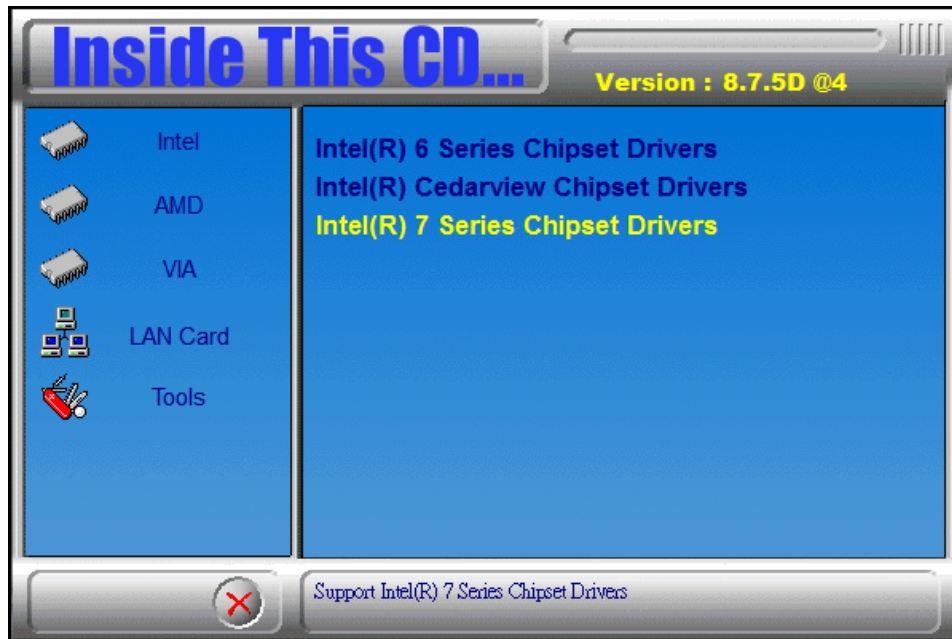 Inside This CD...
Version : 8.7.5D @4
Intel
AMD
VIA
LAN Card
Tools
Intel(R) 6 Series Chipset Drivers
Intel(R) Cedarview Chipset Drivers
Intel(R) 7 Series Chipset Drivers
Support Intel(R) 7 Series Chipset Drivers